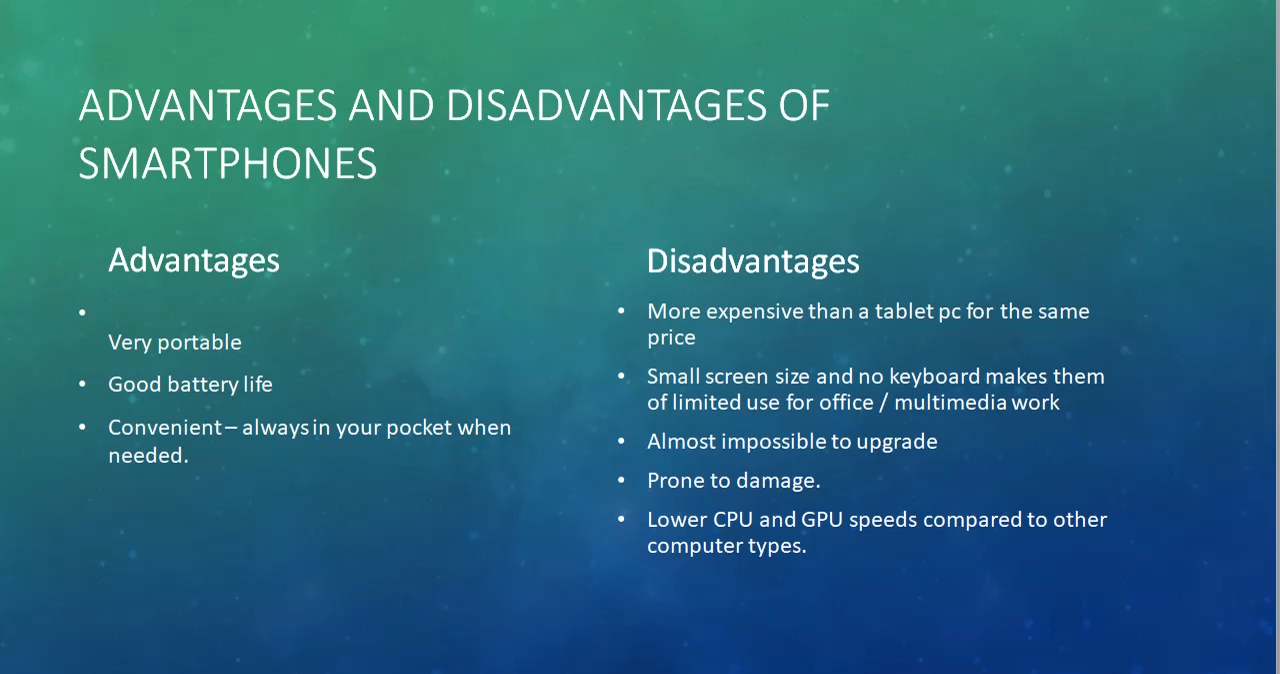 ADVANTAGES AND DISADVANTAGES OF
SMARTPHONES
Advantages
•
Very portable
• Good battery life
• Convenient – always in your pocket when
needed.
Disadvantages
• More expensive than a tablet pc for the same
price
• Small screen size and no keyboard makes them
of limited use for office / multimedia work
• Almost impossible to upgrade
• Prone to damage.
• Lower CPU and GPU speeds compared to other
computer types.